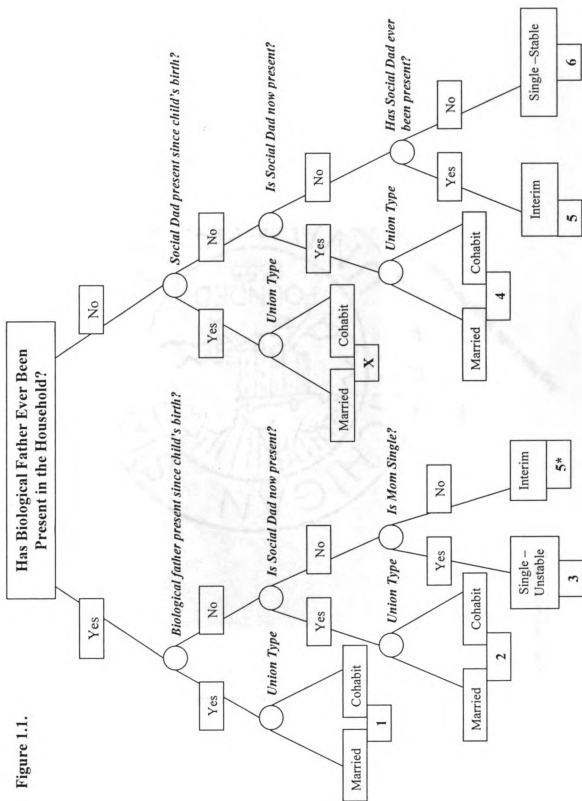 Figure 1.1.
Has Biological Father Ever Been
Present in the Household?
Yes
No
Biological father present since child's birth?
Social Dad present since child's birth?
Yes
No
Yes
No
Union Type
Is Social Dad now present?
Union Type
Is Social Dad now present?
Married
Cohabit
1
Yes
No
Married
Cohabit
X
Yes
No
Union Type
Is Mom Single?
Union Type
Has Social Dad ever
been present?
Married
Cohabit
2
Yes
No
Married
Cohabit
4
Yes
No
Single –
Unstable
3
Interim
5*
Interim
5
Single –Stable
6